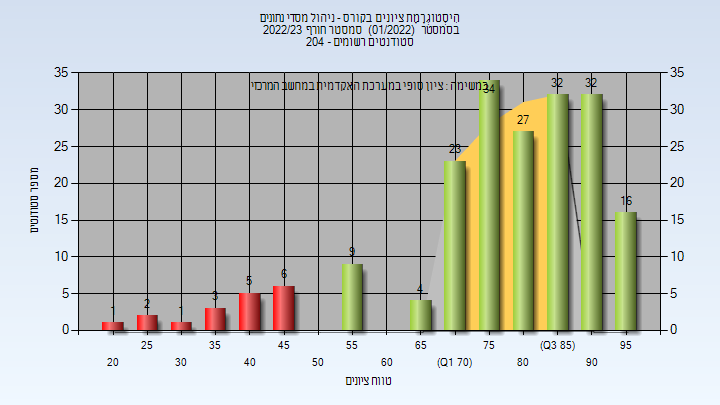 היסטוגרמת ציונים בקורס - ניהול מסדי נתונים
בסמסטר (01/2022) סמסטר חורף 2022/23
סטודנטים רשומים - 204
במשימה : ציון סופי במערכת האקדמית במחשב המרכזי
מספר סטודנטים
35 35
30 30
25 25
20 20
15 15
10 10
5 5
0 0
1 2 1 3 5 6 9 4 23 34 27 32 32 16
25 35 45 55 65 75 (Q3 85) 95
20 30 40 50 60 (Q1 70) 80 90
טווח ציונים